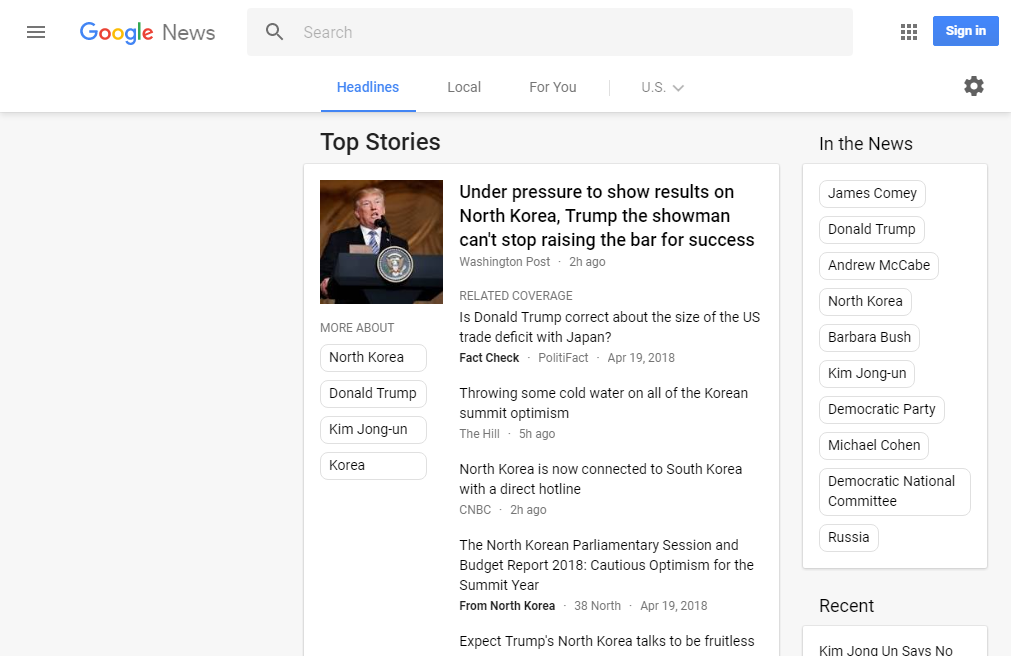 Google News
Search
Sign in
Headlines
Local
For You
U.S.
Top Stories
Under pressure to show results on
North Korea, Trump the showman
can't stop raising the bar for success
Washington Post · 2h ago
MORE ABOUT
North Korea
Donald Trump
Kim Jong-un
Korea
RELATED COVERAGE
Is Donald Trump correct about the size of the US
trade deficit with Japan?
Fact Check · PolitiFact · Apr 19, 2018
Throwing some cold water on all of the Korean
summit optimism
The Hill · 5h ago
North Korea is now connected to South Korea
with a direct hotline
CNBC · 2h ago
The North Korean Parliamentary Session and
Budget Report 2018: Cautious Optimism for the
Summit Year
From North Korea · 38 North · Apr 19, 2018
Expect Trump's North Korea talks to be fruitless
In the News
James Comey
Donald Trump
Andrew McCabe
North Korea
Barbara Bush
Kim Jong-un
Democratic Party
Michael Cohen
Democratic National
Committee
Russia
Recent
Kim Jong Un Says No